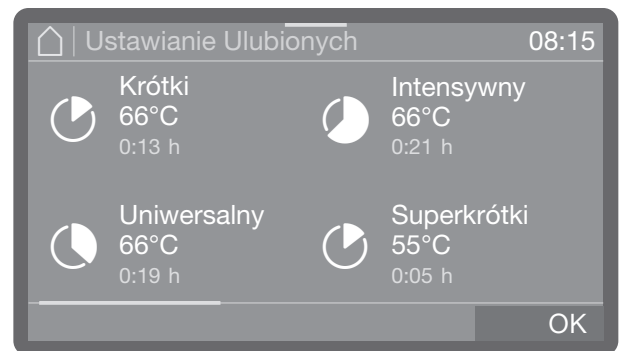 Ustawianie Ulubionych 08:15
Krótki
66°C
0:13 h
Intensywny
66°C
0:21 h
Uniwersalny
66°C
0:19 h
Superkrótki
55°C
0:05 h
OK